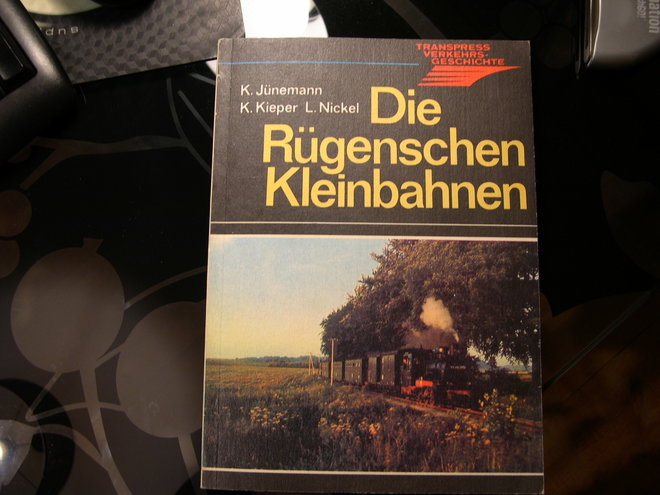 TRANSPRESS
VERKEHRS-
GESCHICHTE
K. Jünemann
K. Kieper L. Nickel
Die
Rügenschen
Kleinbahnen